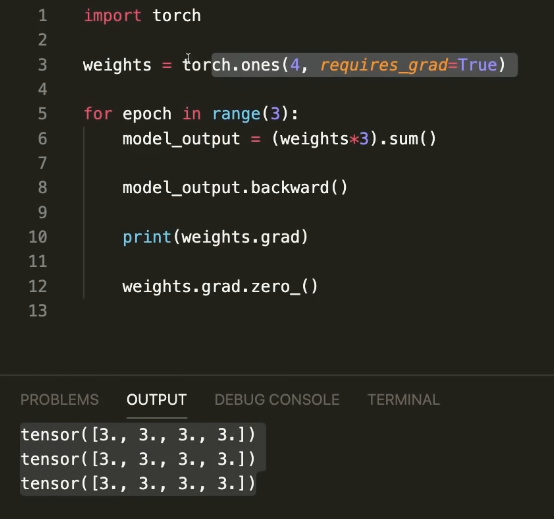 1 import torch
2
3 weights = torch.ones(4, requires_grad=True)
4
5 for epoch in range(3):
6     model_output = (weights*3).sum()
7
8     model_output.backward()
9
10     print(weights.grad)
11
12     weights.grad.zero_()
13
PROBLEMS OUTPUT DEBUG CONSOLE TERMINAL
tensor([3., 3., 3., 3.])
tensor([3., 3., 3., 3.])
tensor([3., 3., 3., 3.])